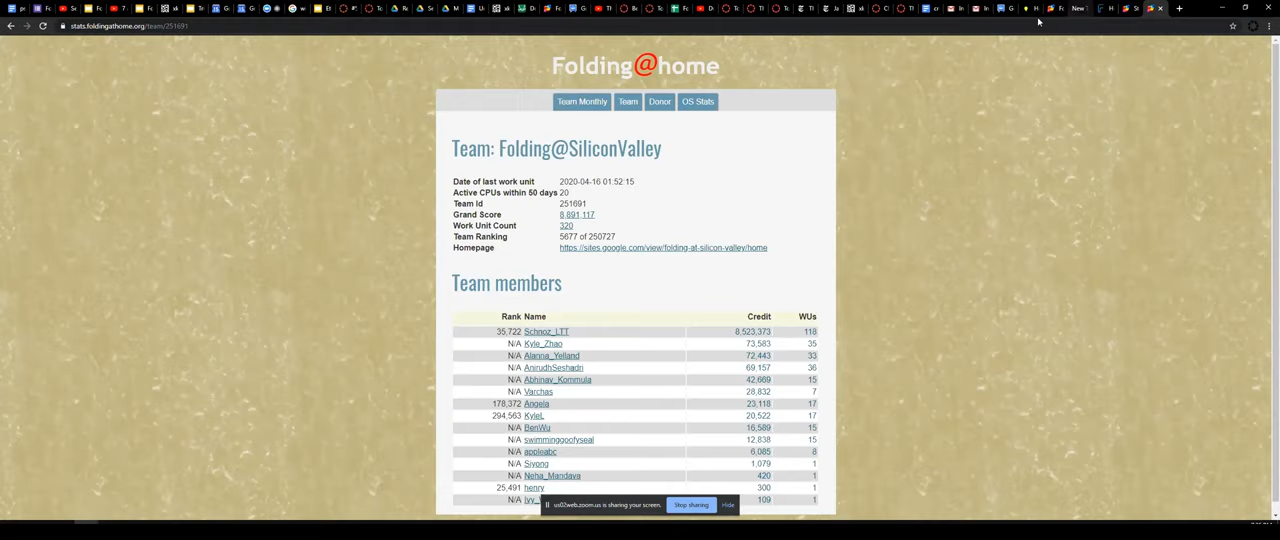 stats.foldingathome.org/team/251691
Folding@home
Team Monthly Team Donor OS Stats
Team: Folding@SiliconValley
Date of last work unit 2020-04-16 01:52:15
Active CPUs within 50 days 20
Team Id 251691
Grand Score 8,891,117
Work Unit Count 320
Team Ranking 5677 of 250727
Homepage https://sites.google.com/view/folding-at-silicon-valley/home
Team members
Rank Name Credit WUs
35,722 Schnoz_LTT 8,523,373 118
N/A Kyle_Zhao 73,583 35
N/A Alanna_Yelland 72,443 33
N/A AnirudhSeshadri 69,157 36
N/A Abhinav_Kommula 42,669 15
N/A Varchas 28,832 7
178,372 Angela 23,118 17
294,563 KyleL 20,522 17
N/A BenWu 16,589 15
N/A swimminggoofyseal 12,838 15
N/A appleabc 6,085 8
N/A Siyong 1,079 1
N/A Neha_Mandava 420 1
25,491 henry 300 1
N/A 109 1
us02web.zoom.us is sharing your screen. Stop sharing Hide